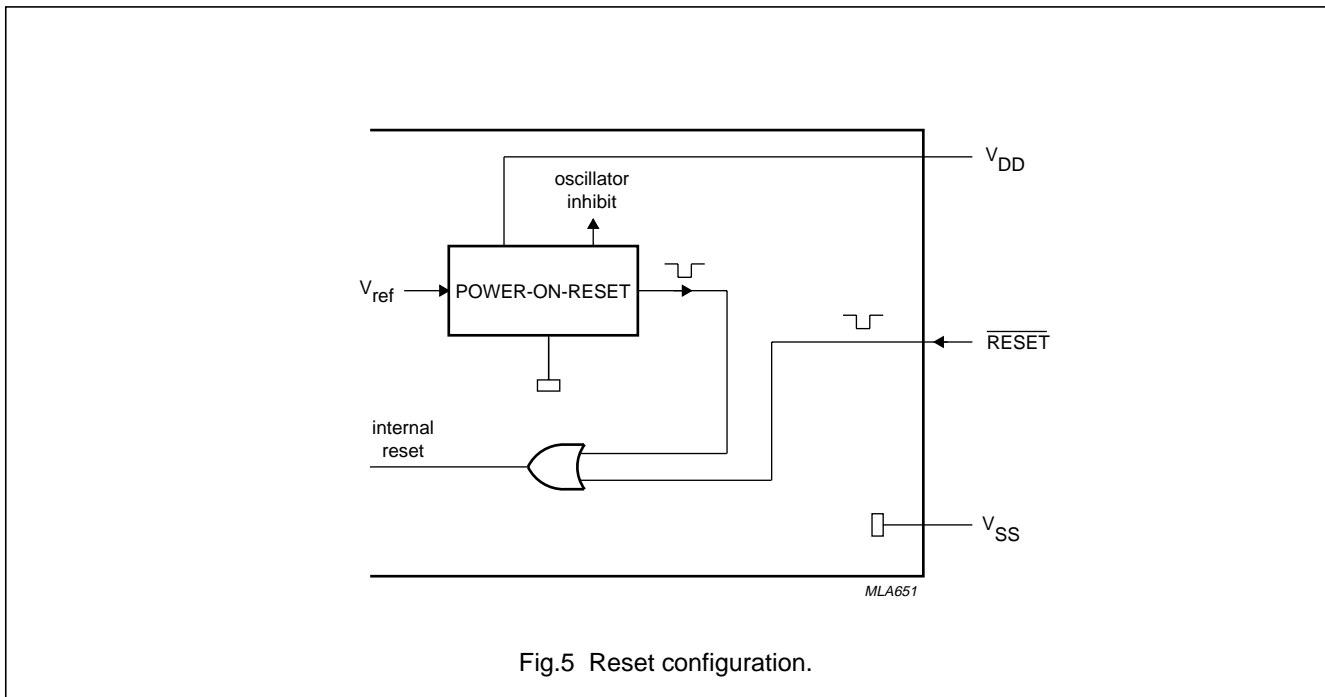 V_DD
oscillator
inhibit
V_ref
POWER-ON-RESET
RESET
internal
reset
V_SS
MLA651
Fig.5 Reset configuration.